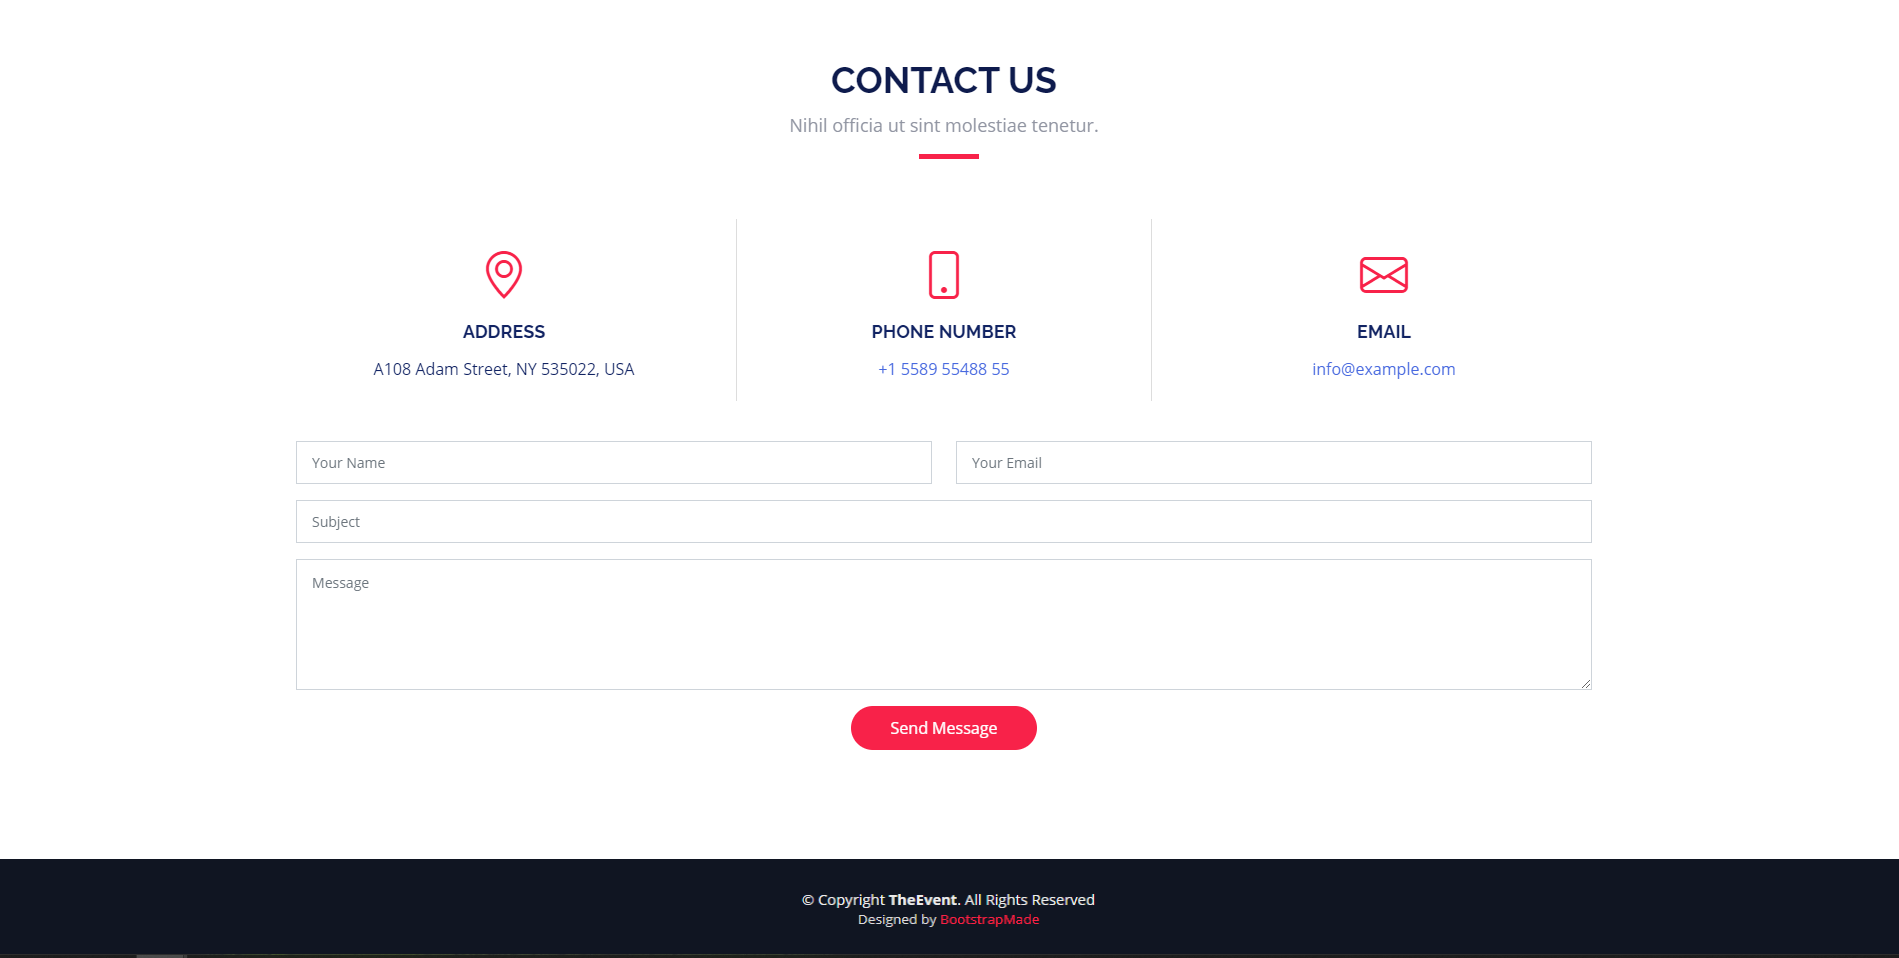 CONTACT US
Nihil officia ut sint molestiae tenetur.
ADDRESS
A108 Adam Street, NY 535022, USA
PHONE NUMBER
+1 5589 55488 55
EMAIL
info@example.com
Your Name
Your Email
Subject
Message
Send Message
© Copyright TheEvent. All Rights Reserved
Designed by BootstrapMade